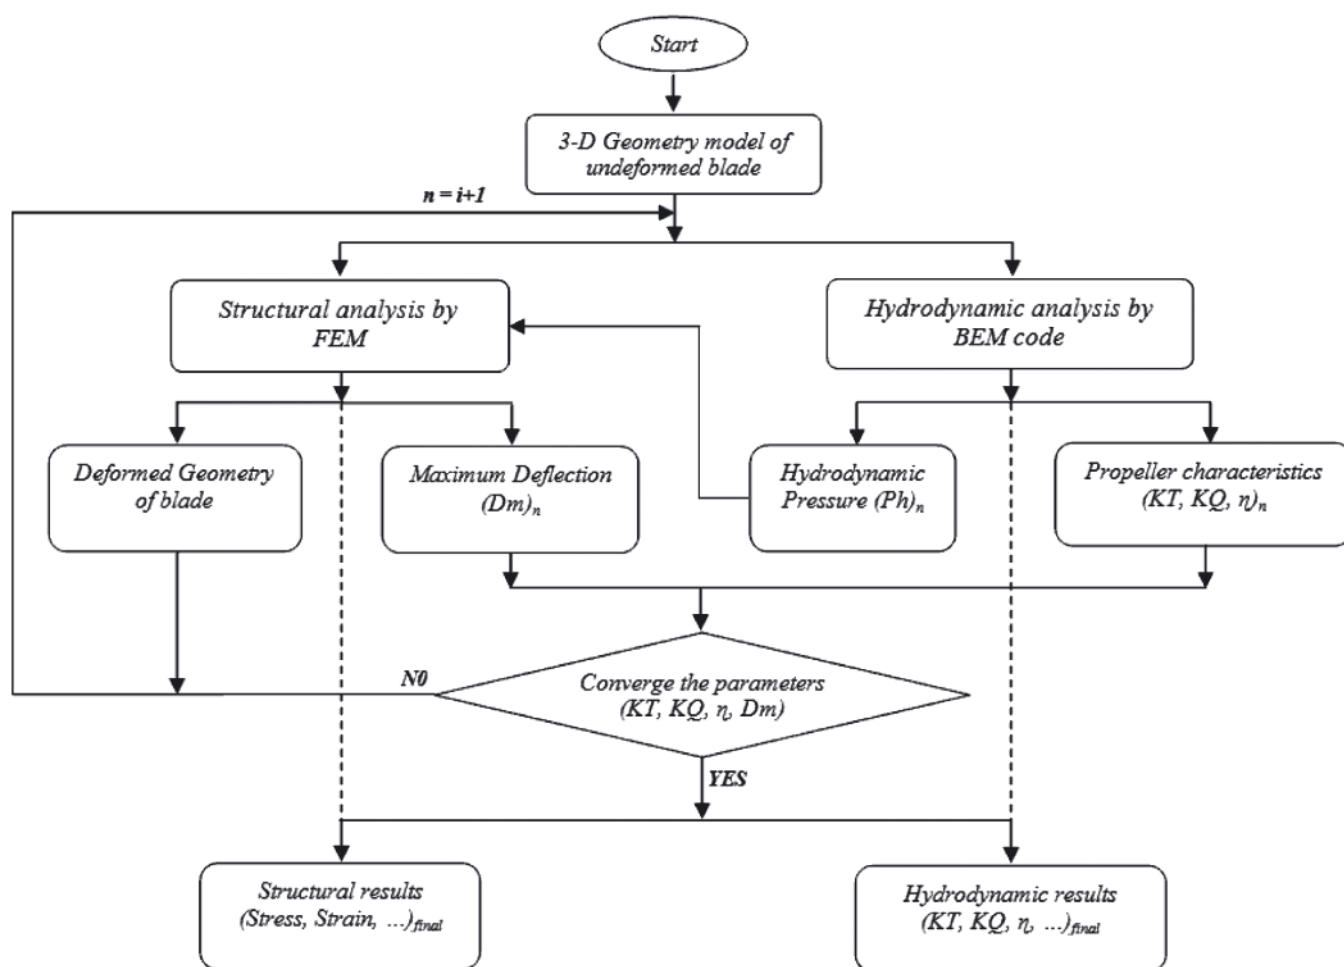 Start
3-D Geometry model of
undeformed blade
n = i+1
Structural analysis by
FEM
Hydrodynamic analysis by
BEM code
Deformed Geometry
of blade
Maximum Deflection
(Dm)n
Hydrodynamic
Pressure (Ph)n
Propeller characteristics
(KT, KQ, η)n
N0
Converge the parameters
(KT, KQ, η, Dm)
YES
Structural results
(Stress, Strain, ...)final
Hydrodynamic results
(KT, KQ, η, ...)final